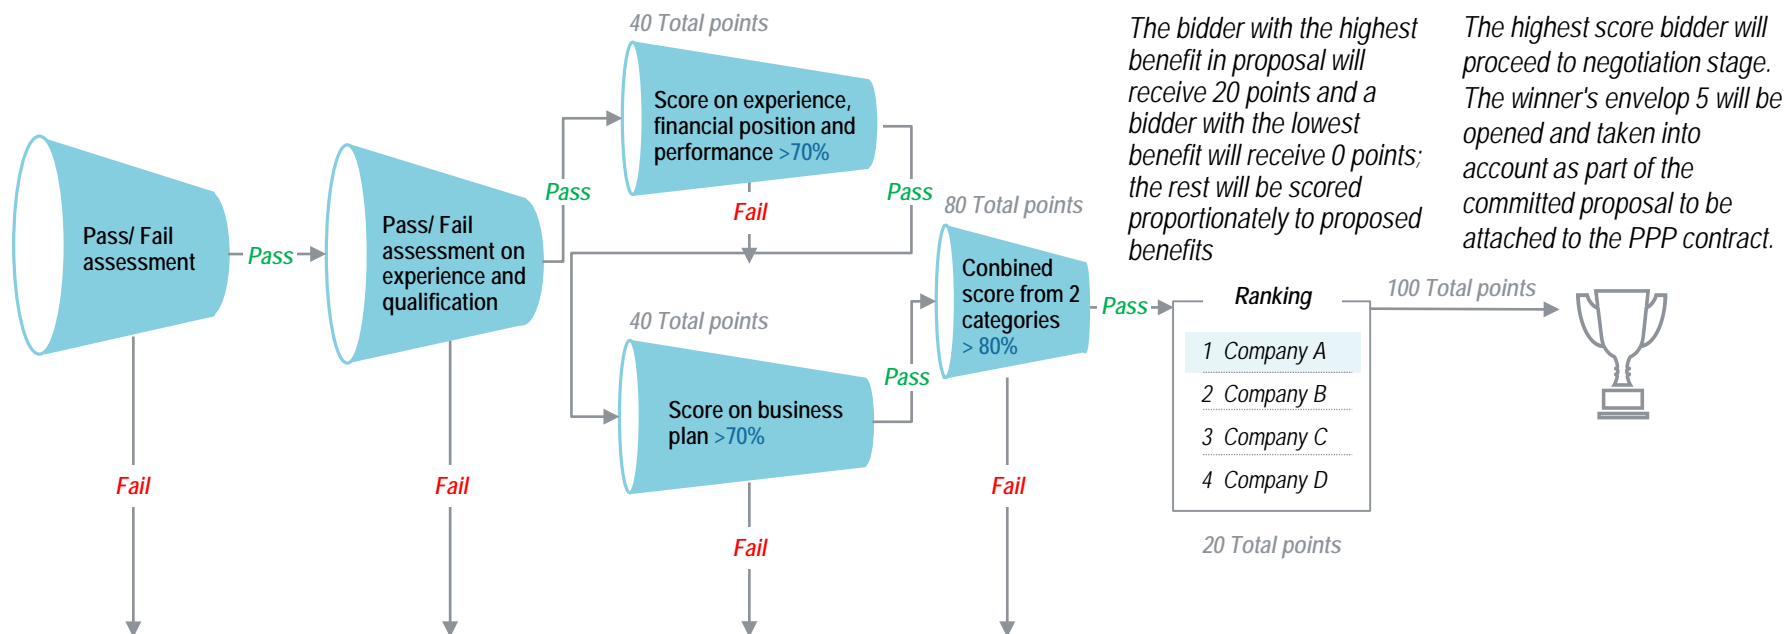 Pass/ Fail
assessment
Pass
Fail
Pass/ Fail
assessment on
experience and
qualification
Pass
Fail
40 Total points
Score on experience,
financial position and
performance >70%
Pass
Fail
40 Total points
Score on business
plan >70%
Pass
Fail
80 Total points
Conbined
score from 2
categories
> 80%
Pass
Fail
The bidder with the highest
benefit in proposal will
receive 20 points and a
bidder with the lowest
benefit will receive 0 points;
the rest will be scored
proportionately to proposed
benefits
Ranking
1 Company A
2 Company B
3 Company C
4 Company D
20 Total points
100 Total points
The highest score bidder will
proceed to negotiation stage.
The winner's envelop 5 will be
opened and taken into
account as part of the
committed proposal to be
attached to the PPP contract.